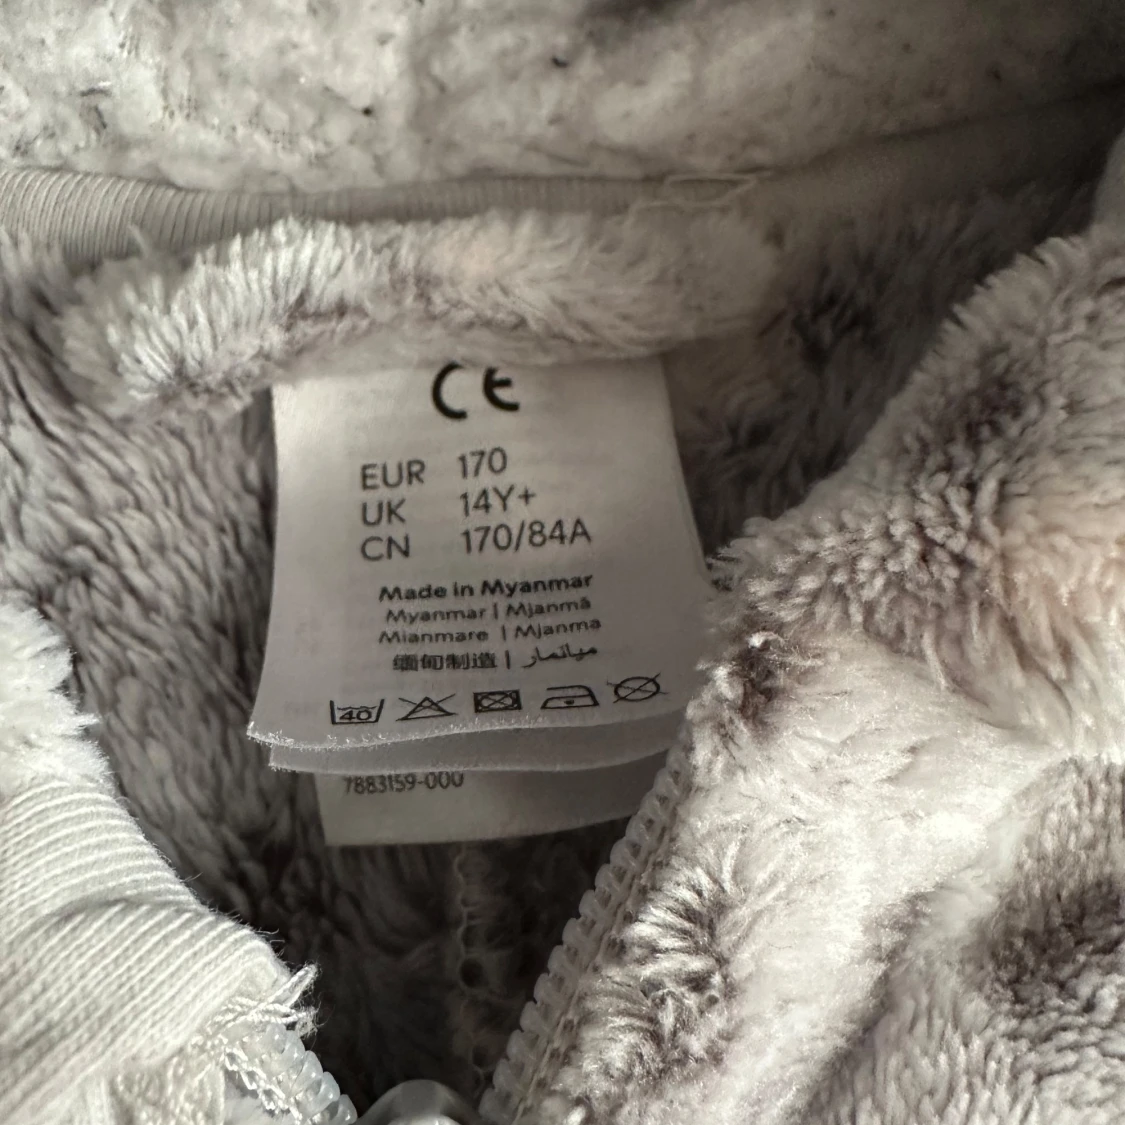 CE
EUR 170
UK 14Y+
CN 170/84A
Made in Myanmar
Myanmar | Mjanmā
Mianmare | Mjanma
缅甸制造 | ميانمار
40
7883159-000